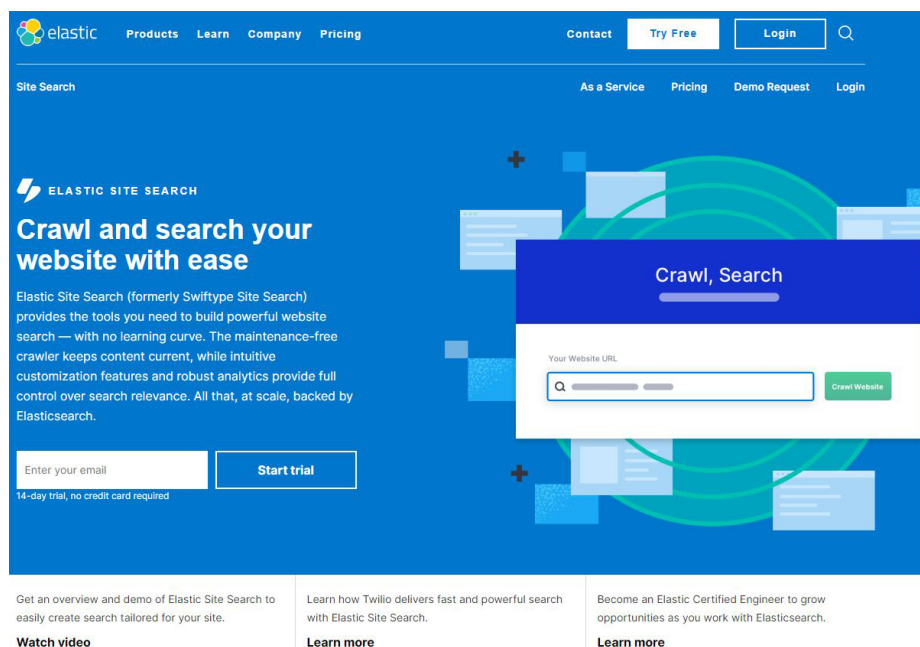 elastic Products Learn Company Pricing Contact Try Free Login
Site Search As a Service Pricing Demo Request Login
ELASTIC SITE SEARCH
Crawl and search your
website with ease
Elastic Site Search (formerly Swiftype Site Search)
provides the tools you need to build powerful website
search — with no learning curve. The maintenance-free
crawler keeps content current, while intuitive
customization features and robust analytics provide full
control over search relevance. All that, at scale, backed by
Elasticsearch.
Enter your email Start trial
14-day trial, no credit card required
Crawl, Search
Your Website URL
Crawl Website
Get an overview and demo of Elastic Site Search to
easily create search tailored for your site.
Watch video
Learn how Twilio delivers fast and powerful search
with Elastic Site Search.
Learn more
Become an Elastic Certified Engineer to grow
opportunities as you work with Elasticsearch.
Learn more